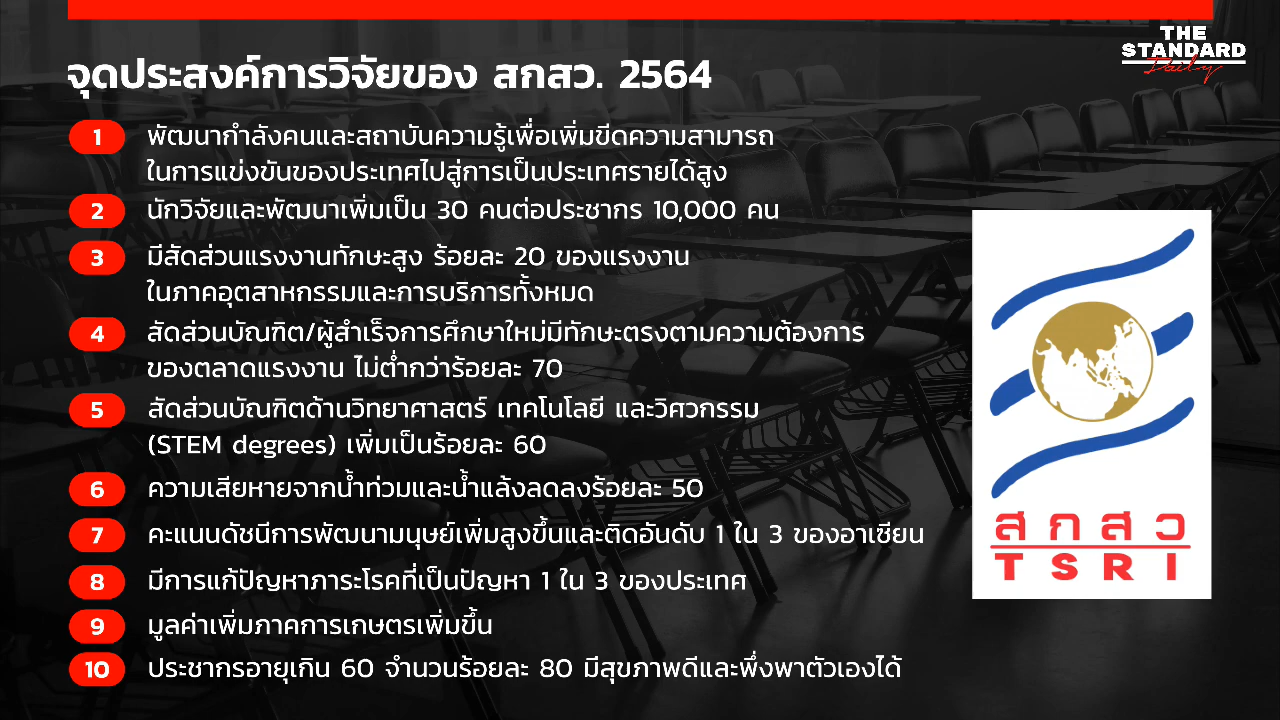 THE
STANDARD
Daily
จุดประสงค์การวิจัยของ สกสว. 2564
1 พัฒนากำลังคนและสถาบันความรู้เพื่อเพิ่มขีดความสามารถ
ในการแข่งขันของประเทศไปสู่การเป็นประเทศรายได้สูง
2 นักวิจัยและพัฒนาเพิ่มเป็น 30 คนต่อประชากร 10,000 คน
3 มีสัดส่วนแรงงานทักษะสูง ร้อยละ 20 ของแรงงาน
ในภาคอุตสาหกรรมและการบริการทั้งหมด
4 สัดส่วนบัณฑิต/ผู้สำเร็จการศึกษาใหม่มีทักษะตรงตามความต้องการ
ของตลาดแรงงาน ไม่ต่ำกว่าร้อยละ 70
5 สัดส่วนบัณฑิตด้านวิทยาศาสตร์ เทคโนโลยี และวิศวกรรม
(STEM degrees) เพิ่มเป็นร้อยละ 60
6 ความเสียหายจากน้ำท่วมและน้ำแล้งลดลงร้อยละ 50
7 คะแนนดัชนีการพัฒนามนุษย์เพิ่มสูงขึ้นและติดอันดับ 1 ใน 3 ของอาเซียน
8 มีการแก้ปัญหาภาระโรคที่เป็นปัญหา 1 ใน 3 ของประเทศ
9 มูลค่าเพิ่มภาคการเกษตรเพิ่มขึ้น
10 ประชากรอายุเกิน 60 จำนวนร้อยละ 80 มีสุขภาพดีและพึ่งพาตัวเองได้
สกสว
TSRI